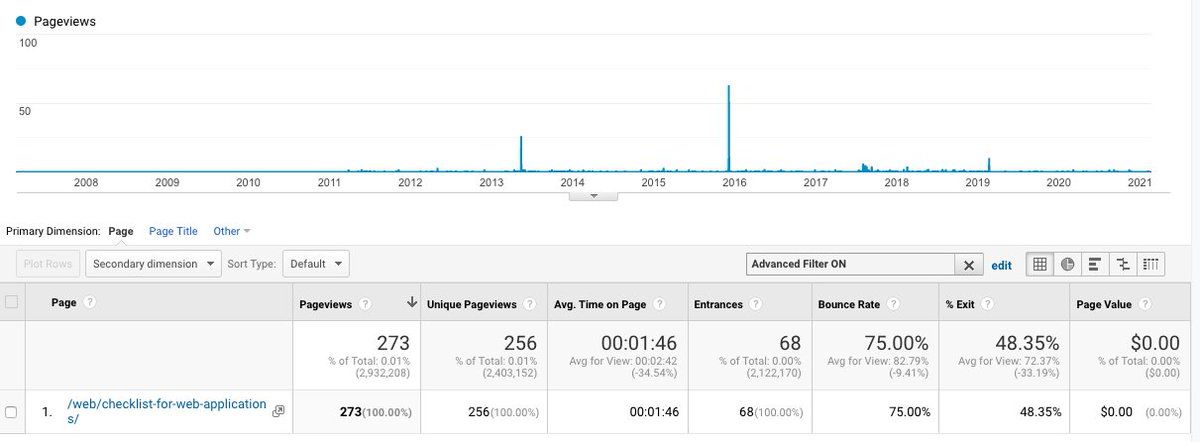 Pageviews
100
50
2008 2009 2010 2011 2012 2013 2014 2015 2016 2017 2018 2019 2020 2021
Primary Dimension: Page Page Title Other
Plot Rows Secondary dimension Sort Type: Default Advanced Filter ON edit
Page ? Pageviews ? Unique Pageviews ? Avg. Time on Page ? Entrances ? Bounce Rate ? % Exit ? Page Value ?
273 256 00:01:46 68 75.00% 48.35% $0.00
% of Total: 0.01% % of Total: 0.01% Avg for View: 00:02:42 % of Total: 0.00% Avg for View: 82.79% Avg for View: 72.37% % of Total: 0.00%
(2,932,208) (2,403,152) (-34.54%) (2,122,170) (-9.41%) (-33.19%) ($0.00)
1. /web/checklist-for-web-application
s/ 273(100.00%) 256(100.00%) 00:01:46 68(100.00%) 75.00% 48.35% $0.00 (0.00%)